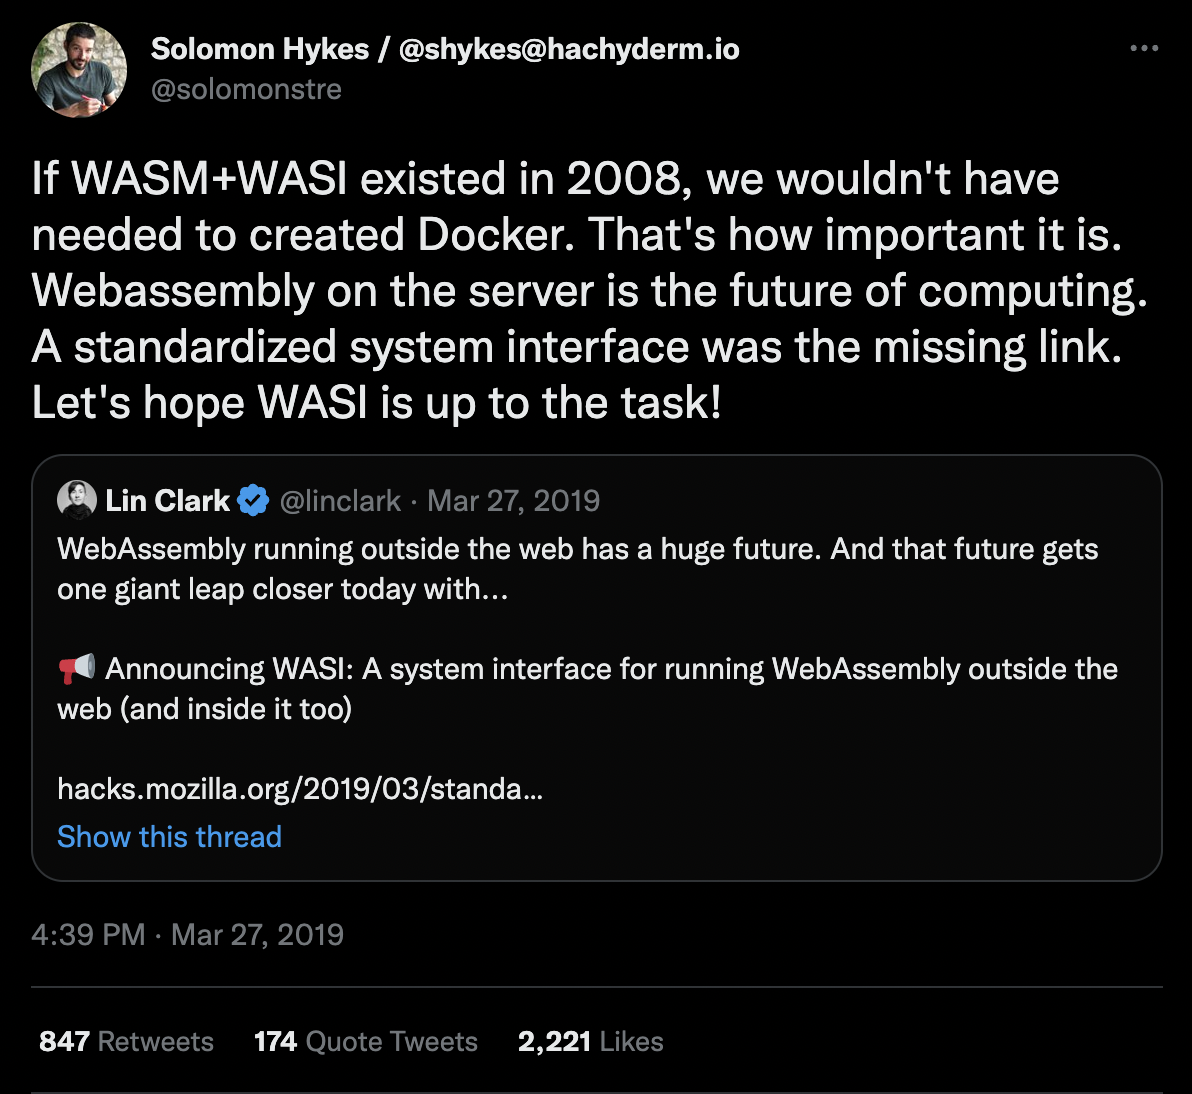 Solomon Hykes / @shykes@hachyderm.io
@solomonstre
If WASM+WASI existed in 2008, we wouldn't have
needed to created Docker. That's how important it is.
Webassembly on the server is the future of computing.
A standardized system interface was the missing link.
Let's hope WASI is up to the task!
Lin Clark @linclark · Mar 27, 2019
WebAssembly running outside the web has a huge future. And that future gets
one giant leap closer today with…
📢 Announcing WASI: A system interface for running WebAssembly outside the
web (and inside it too)
hacks.mozilla.org/2019/03/standa…
Show this thread
4:39 PM · Mar 27, 2019
847 Retweets 174 Quote Tweets 2,221 Likes